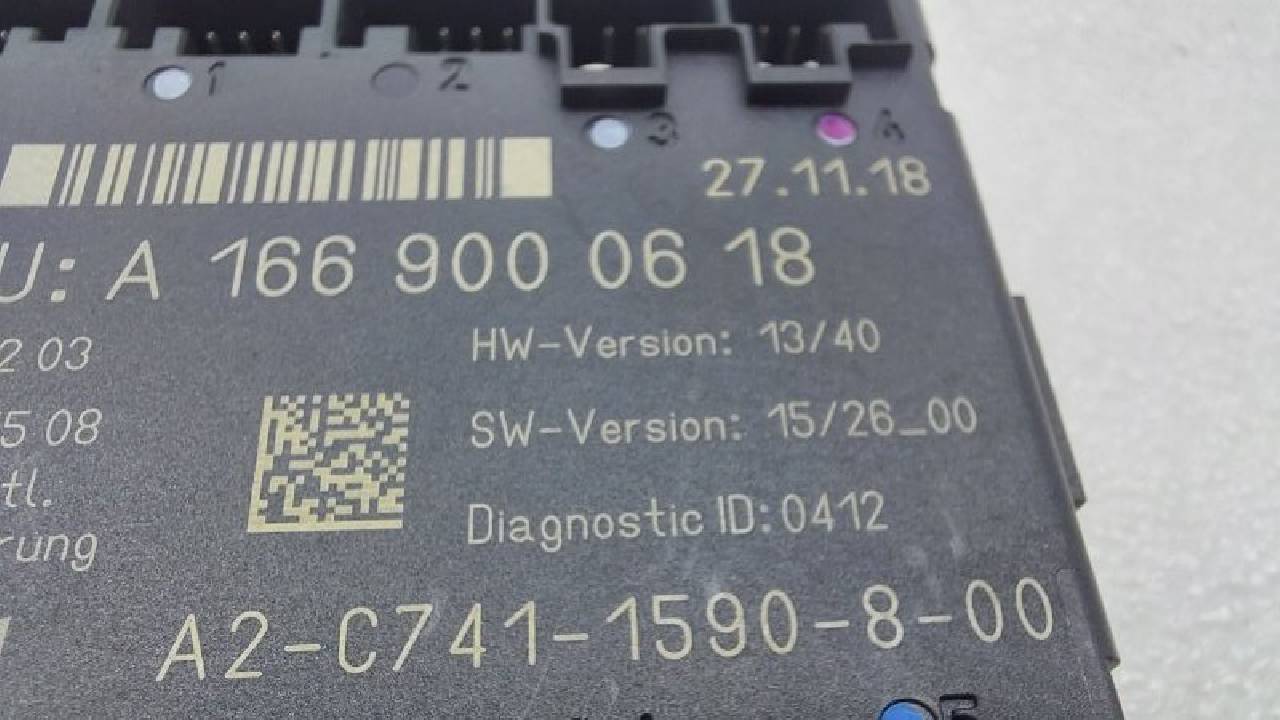 1 2
3 4
27.11.18
U: A 166 900 06 18
2 03
HW-Version: 13/40
5 08
SW-Version: 15/26_00
tl.
Diagnostic ID: 0412
rung
A2-C741-1590-8-00
5